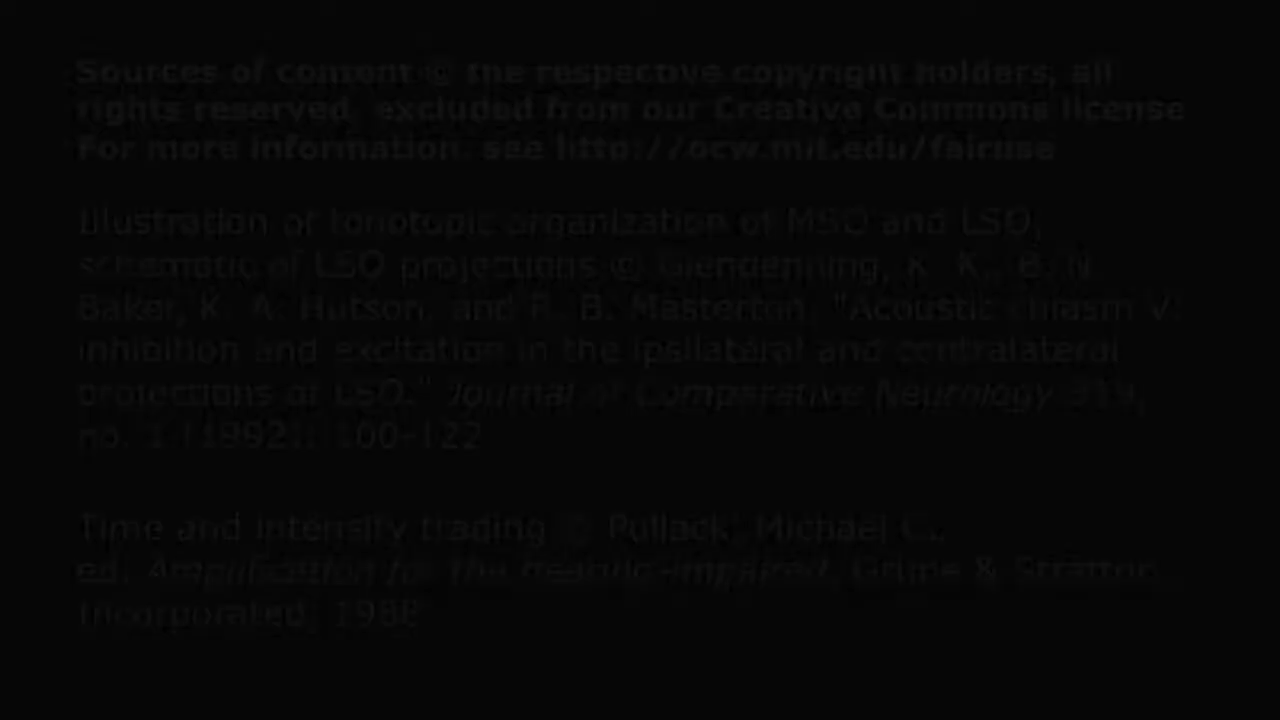 Sources of content © the respective copyright holders, all
rights reserved, excluded from our Creative Commons license
For more information, see http://ocw.mit.edu/fairuse
Illustration of tonotopic organization of MSO and LSO,
schematic of LSO projections © Glendenning, K. K., B. N.
Baker, K. A. Hutson, and R. B. Masterton. "Acoustic chiasm V:
inhibition and excitation in the ipsilateral and contralateral
projections of LSO." Journal of Comparative Neurology 319,
no. 1 (1992): 100-122
Time and intensity trading © Pollack, Michael C.
ed. Amplification for the hearing-impaired. Grune & Stratton,
Incorporated, 1988